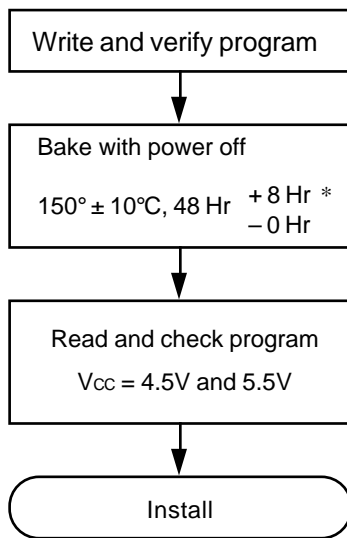 Write and verify program
Bake with power off
150° ± 10°C, 48 Hr + 8 Hr *
– 0 Hr
Read and check program
VCC = 4.5V and 5.5V
Install